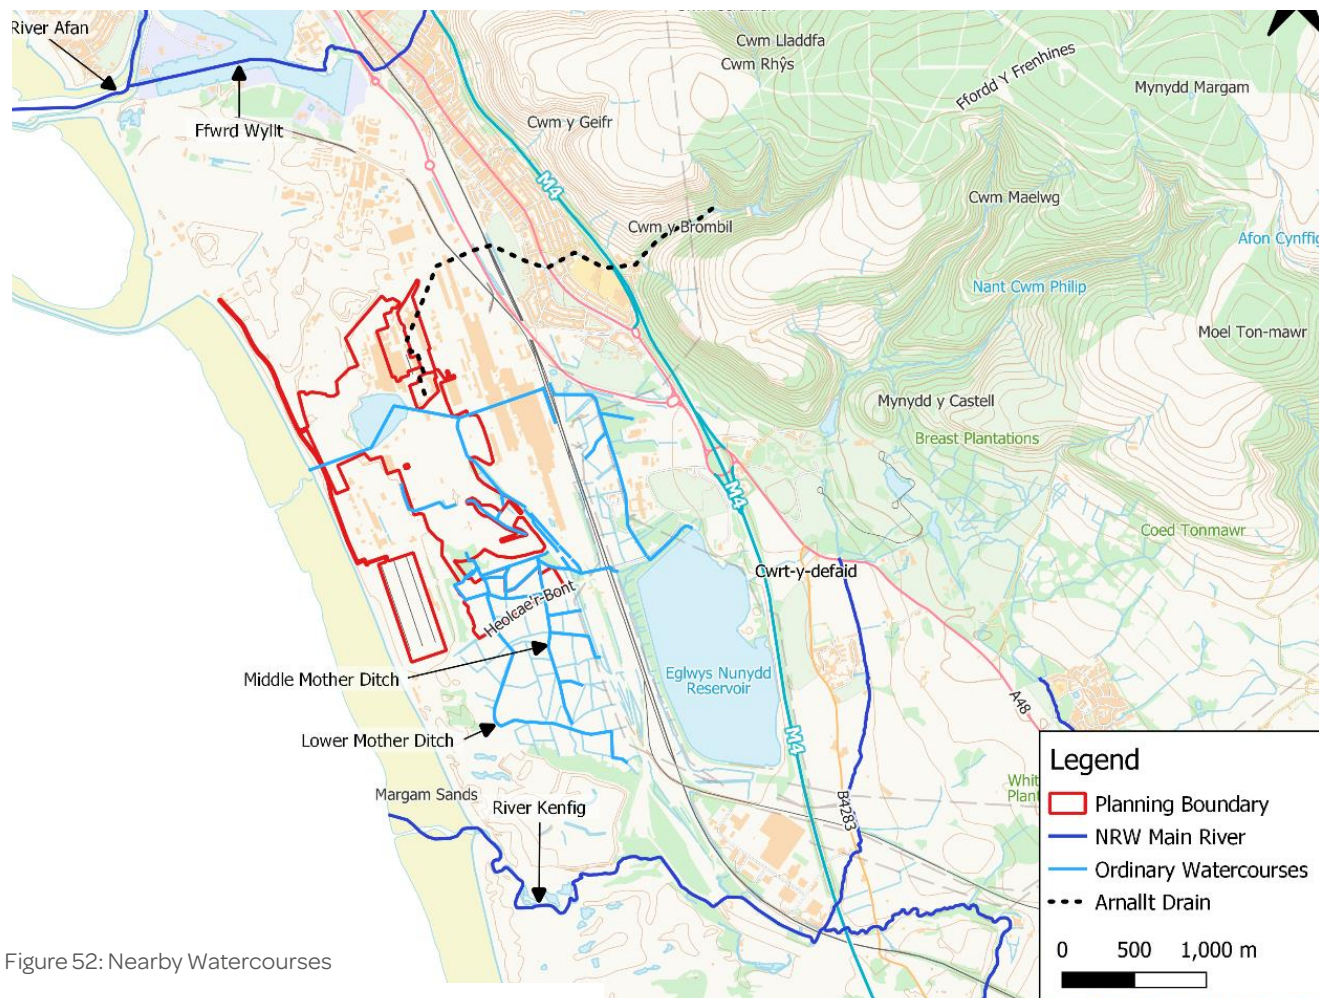 River Afan
Ffwrd Wyllt
Cwm Lladdfa
Cwm Rhŷs
Ffordd Y Frenhines
Mynydd Margam
Cwm y Geifr
M4
Cwm Maelwg
Cwm y Brombil
Afon Cynffig
Nant Cwm Philip
Moel Ton-mawr
Mynydd y Castell
Breast Plantations
M4
Coed Tonmawr
Cwrt-y-defaid
Heolcae'r-Bont
Middle Mother Ditch
Eglwys Nunydd
Reservoir
A48
Lower Mother Ditch
M4
Margam Sands
River Kenfig
B4283
Whit
Plant
Legend
Planning Boundary
NRW Main River
Ordinary Watercourses
Arnallt Drain
0 500 1,000 m
Figure 52: Nearby Watercourses